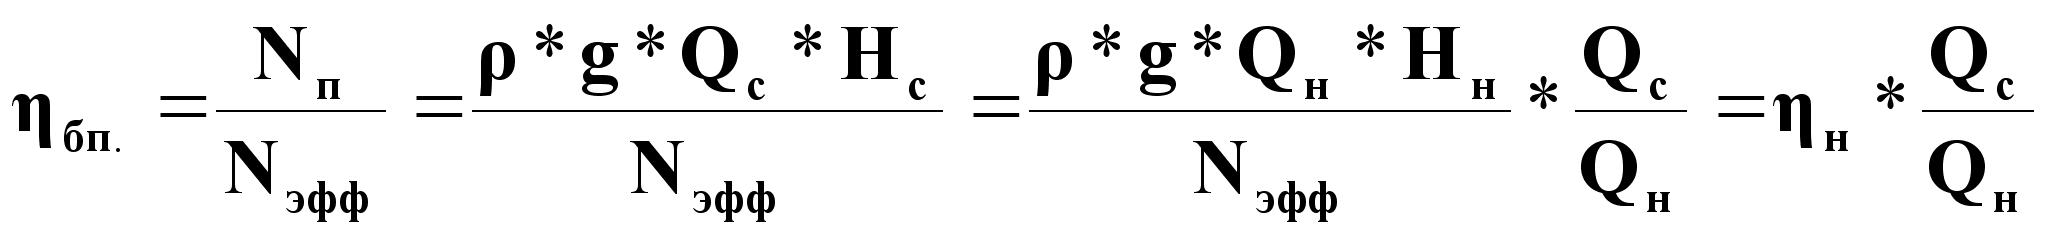 η бп. = N п / N эфф = ρ * g * Q с * H с / N эфф = ρ * g * Q н * H н / N эфф * Q с / Q н = η н * Q с / Q н